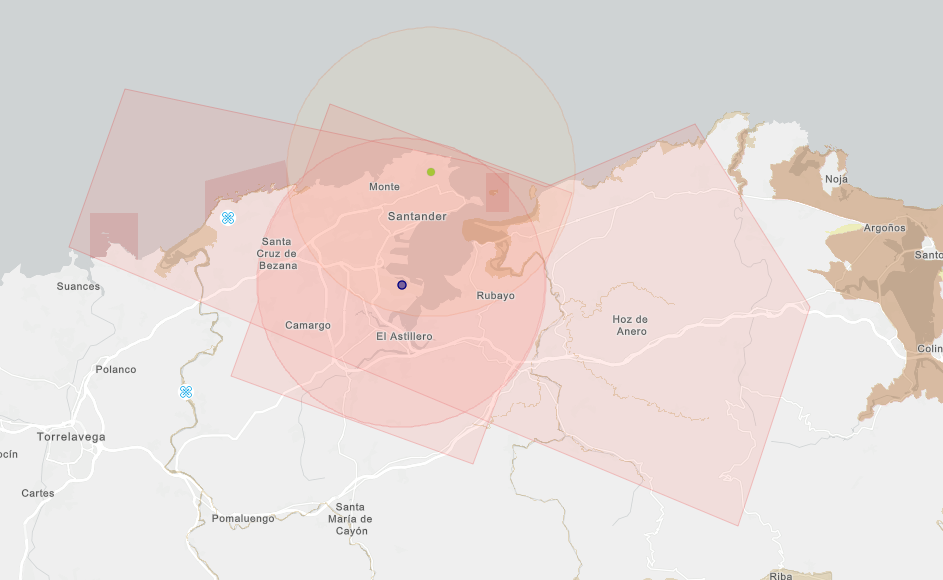 Noja
Monte
Santander
Argoños
Santa
Cruz de
Bezana
Santo
Suances
Rubayo
Camargo
Hoz de
Anero
El Astillero
Colin
Polanco
Torrelavega
ocín
Cartes
Santa
María de
Cayón
Pomaluengo
Riba